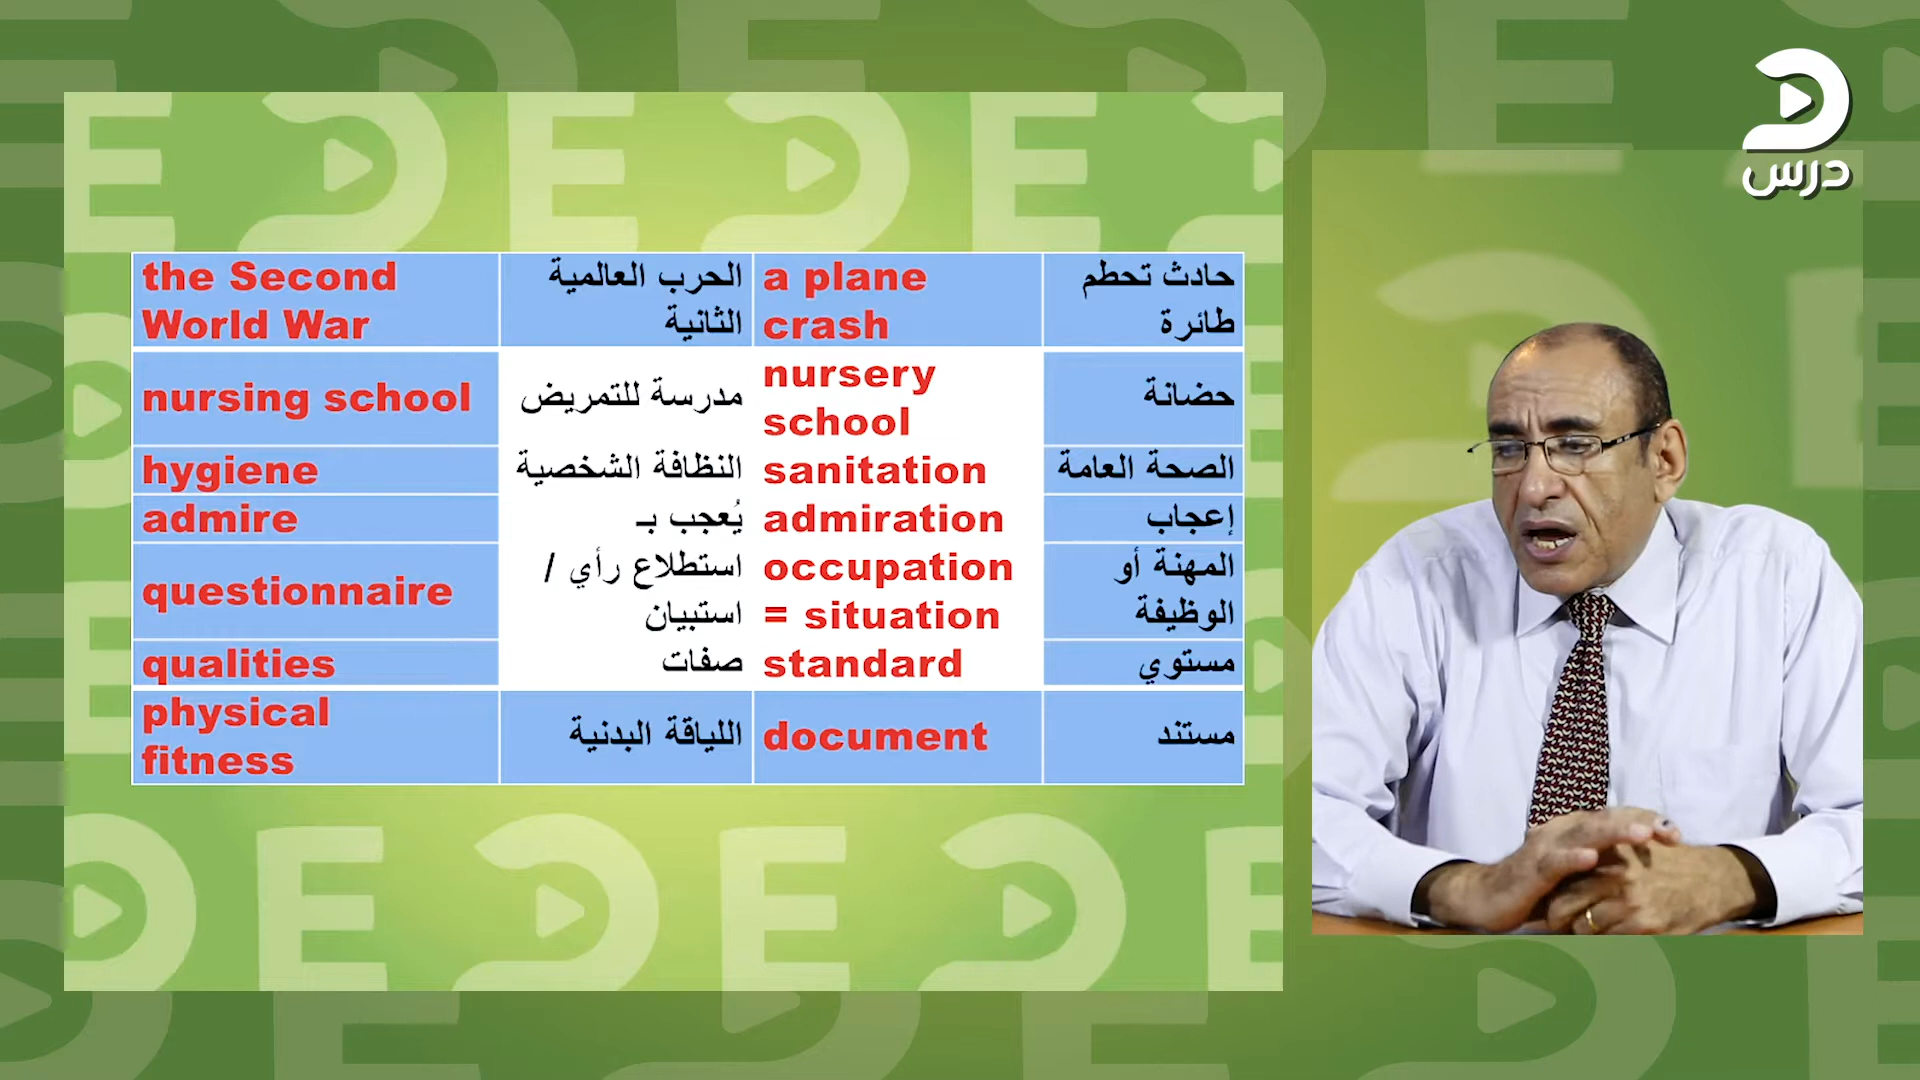 درس
the Second
World War
الحرب العالمية
الثانية
a plane
crash
حادث تحطم
طائرة
nursing school
مدرسة للتمريض
nursery
school
حضانة
hygiene
النظافة الشخصية
sanitation
الصحة العامة
admire
يُعجب بـ
admiration
إعجاب
questionnaire
استطلاع رأي /
استبيان
occupation
= situation
المهنة أو
الوظيفة
qualities
صفات
standard
مستوي
physical
fitness
اللياقة البدنية
document
مستند